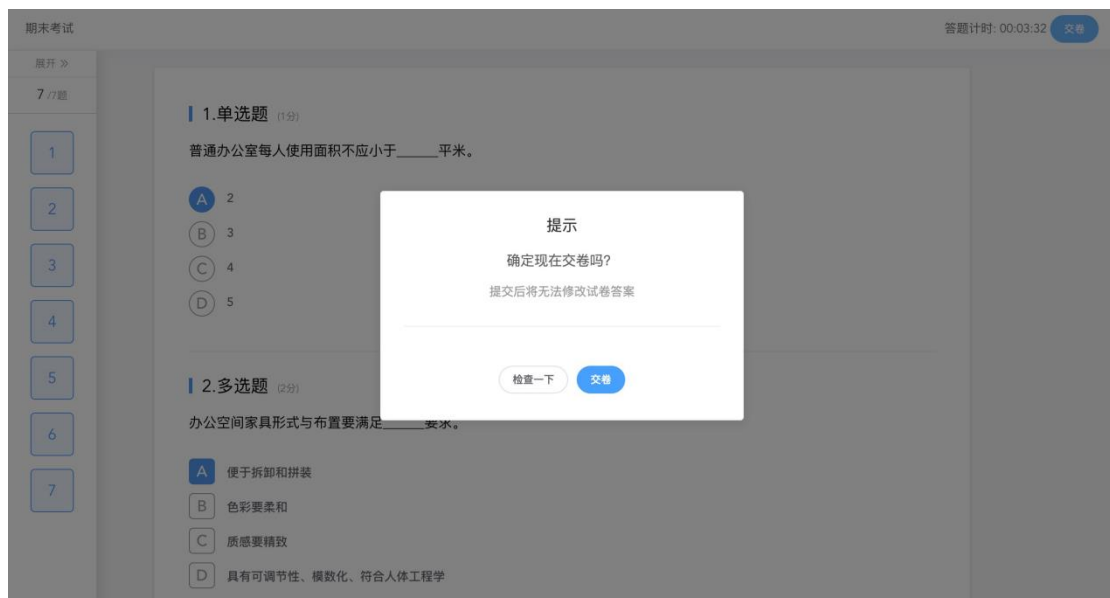 期末考试
答题计时: 00:03:32 交卷
展开 »
7 /7题
1
2
3
4
5
6
7
1.单选题 (1分)
普通办公室每人使用面积不应小于______平米。
A 2
B 3
C 4
D 5
提示
确定现在交卷吗?
提交后将无法修改试卷答案
检查一下 交卷
2.多选题 (2分)
办公空间家具形式与布置要满足______要求。
A 便于拆卸和拼装
B 色彩要柔和
C 质感要精致
D 具有可调节性、模数化、符合人体工程学